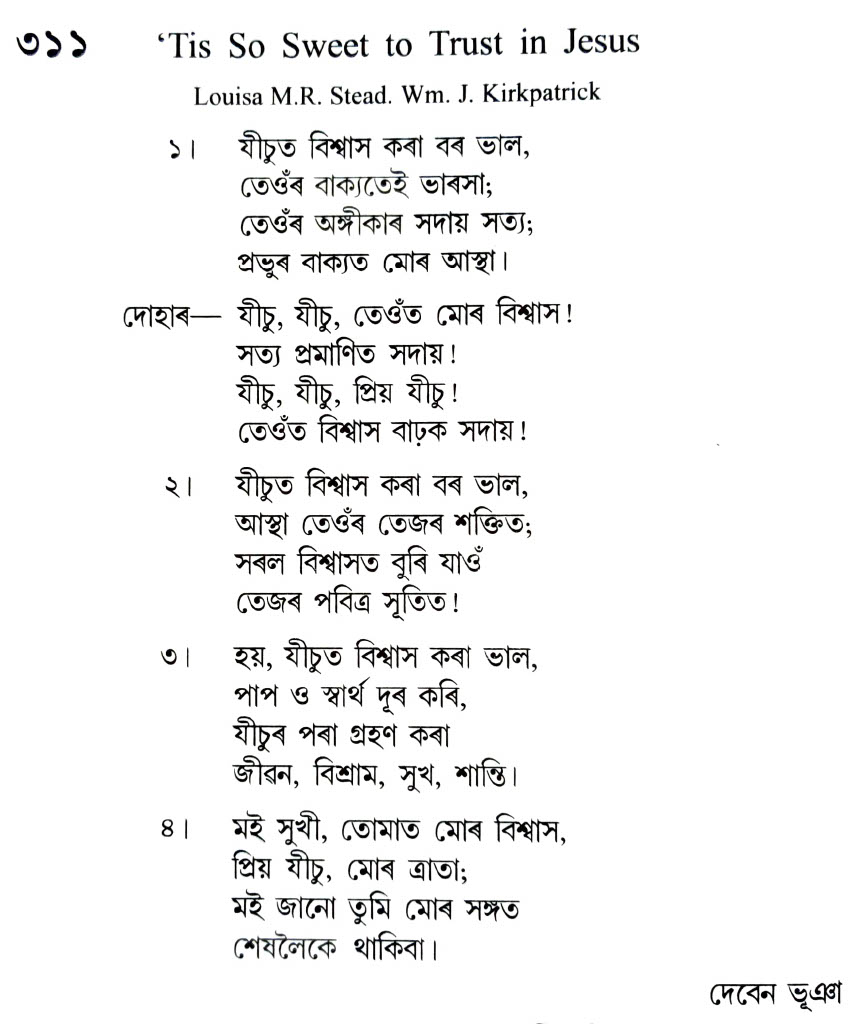 ৩১১ ‘Tis So Sweet to Trust in Jesus
Louisa M.R. Stead. Wm. J. Kirkpatrick
১। যীচুত বিশ্বাস কৰা বৰ ভাল,
তেওঁৰ বাক্যতেই ভাৰসা;
তেওঁৰ অঙ্গীকাৰ সদায় সত্য;
প্ৰভুৰ বাক্যত মোৰ আস্থা।
দোহাৰ— যীচু, যীচু, তেওঁত মোৰ বিশ্বাস!
সত্য প্ৰমাণিত সদায়!
যীচু, যীচু, প্ৰিয় যীচু!
তেওঁত বিশ্বাস বাঢ়ক সদায়!
২। যীচুত বিশ্বাস কৰা বৰ ভাল,
আস্থা তেওঁৰ তেজৰ শক্তিত;
সৰল বিশ্বাসত বুৰি যাওঁ
তেজৰ পবিত্ৰ সূতিত!
৩। হয়, যীচুত বিশ্বাস কৰা ভাল,
পাপ ও স্বাৰ্থ দূৰ কৰি,
যীচুৰ পৰা গ্ৰহণ কৰা
জীৱন, বিশ্ৰাম, সুখ, শান্তি।
৪। মই সুখী, তোমাত মোৰ বিশ্বাস,
প্ৰিয় যীচু, মোৰ ত্ৰাতা;
মই জানো তুমি মোৰ সঙ্গত
শেষলৈকে থাকিবা।
দেবেন ভূঞা